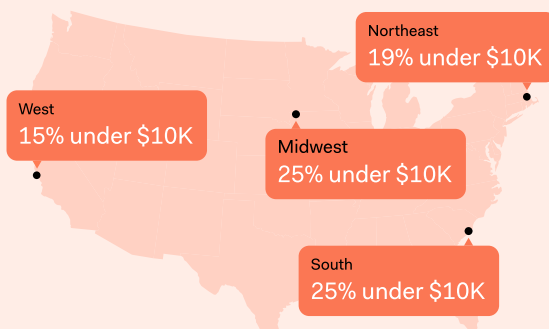 Northeast
19% under $10K
West
15% under $10K
Midwest
25% under $10K
South
25% under $10K